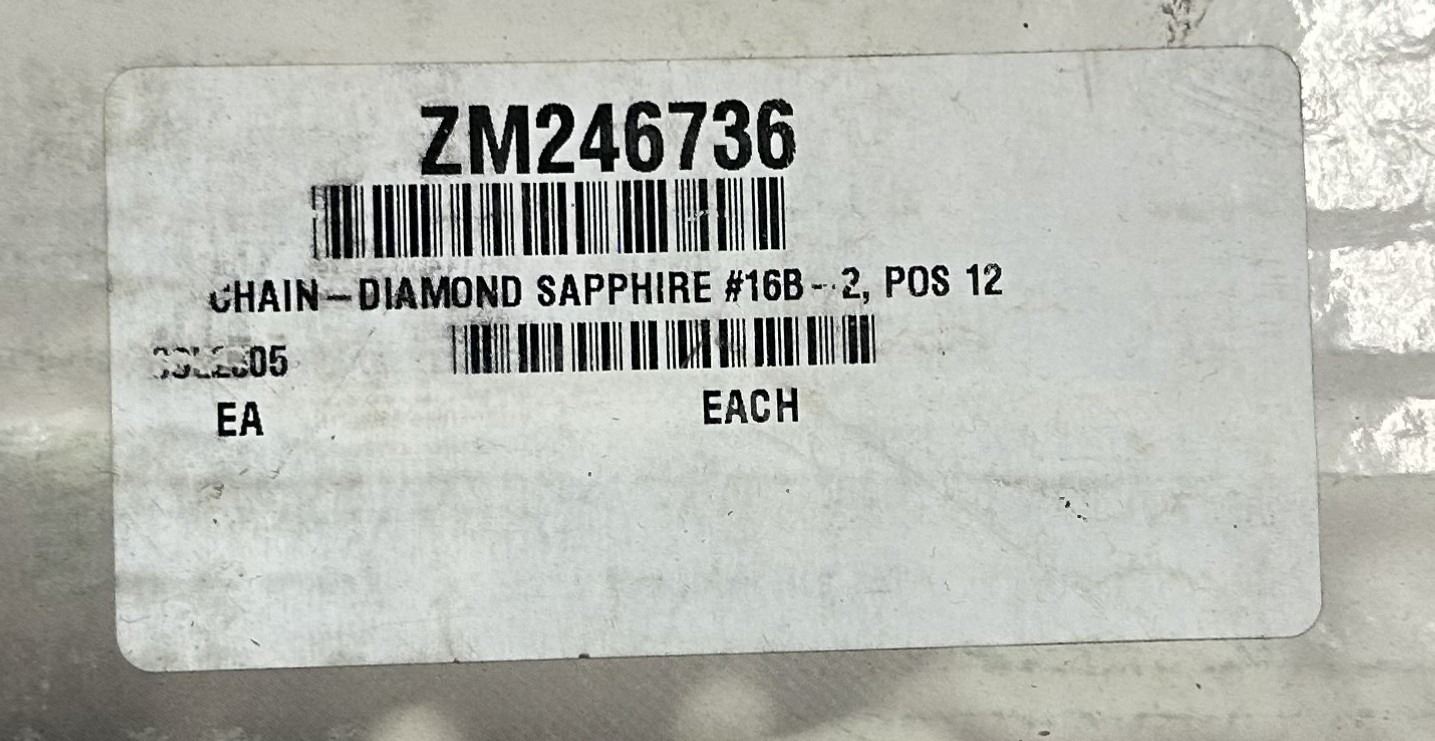 ZM246736
CHAIN-DIAMOND SAPPHIRE #16B-2, POS 12
EA EACH